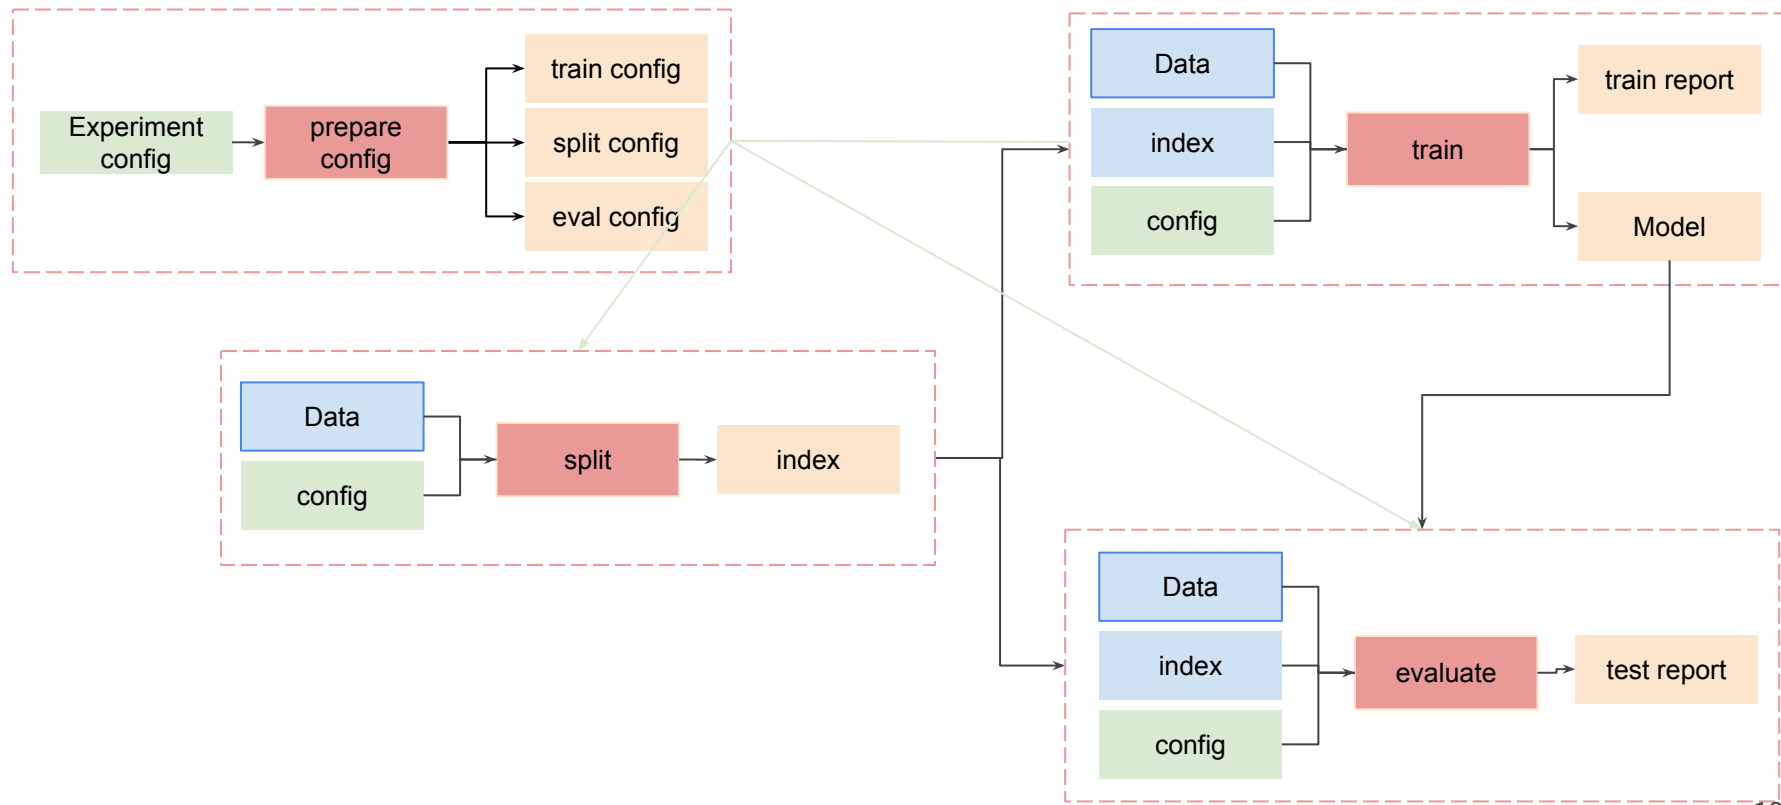 Experiment
config
prepare
config
train config
split config
eval config
Data
index
config
train
train report
Model
Data
config
split
index
Data
index
config
evaluate
test report